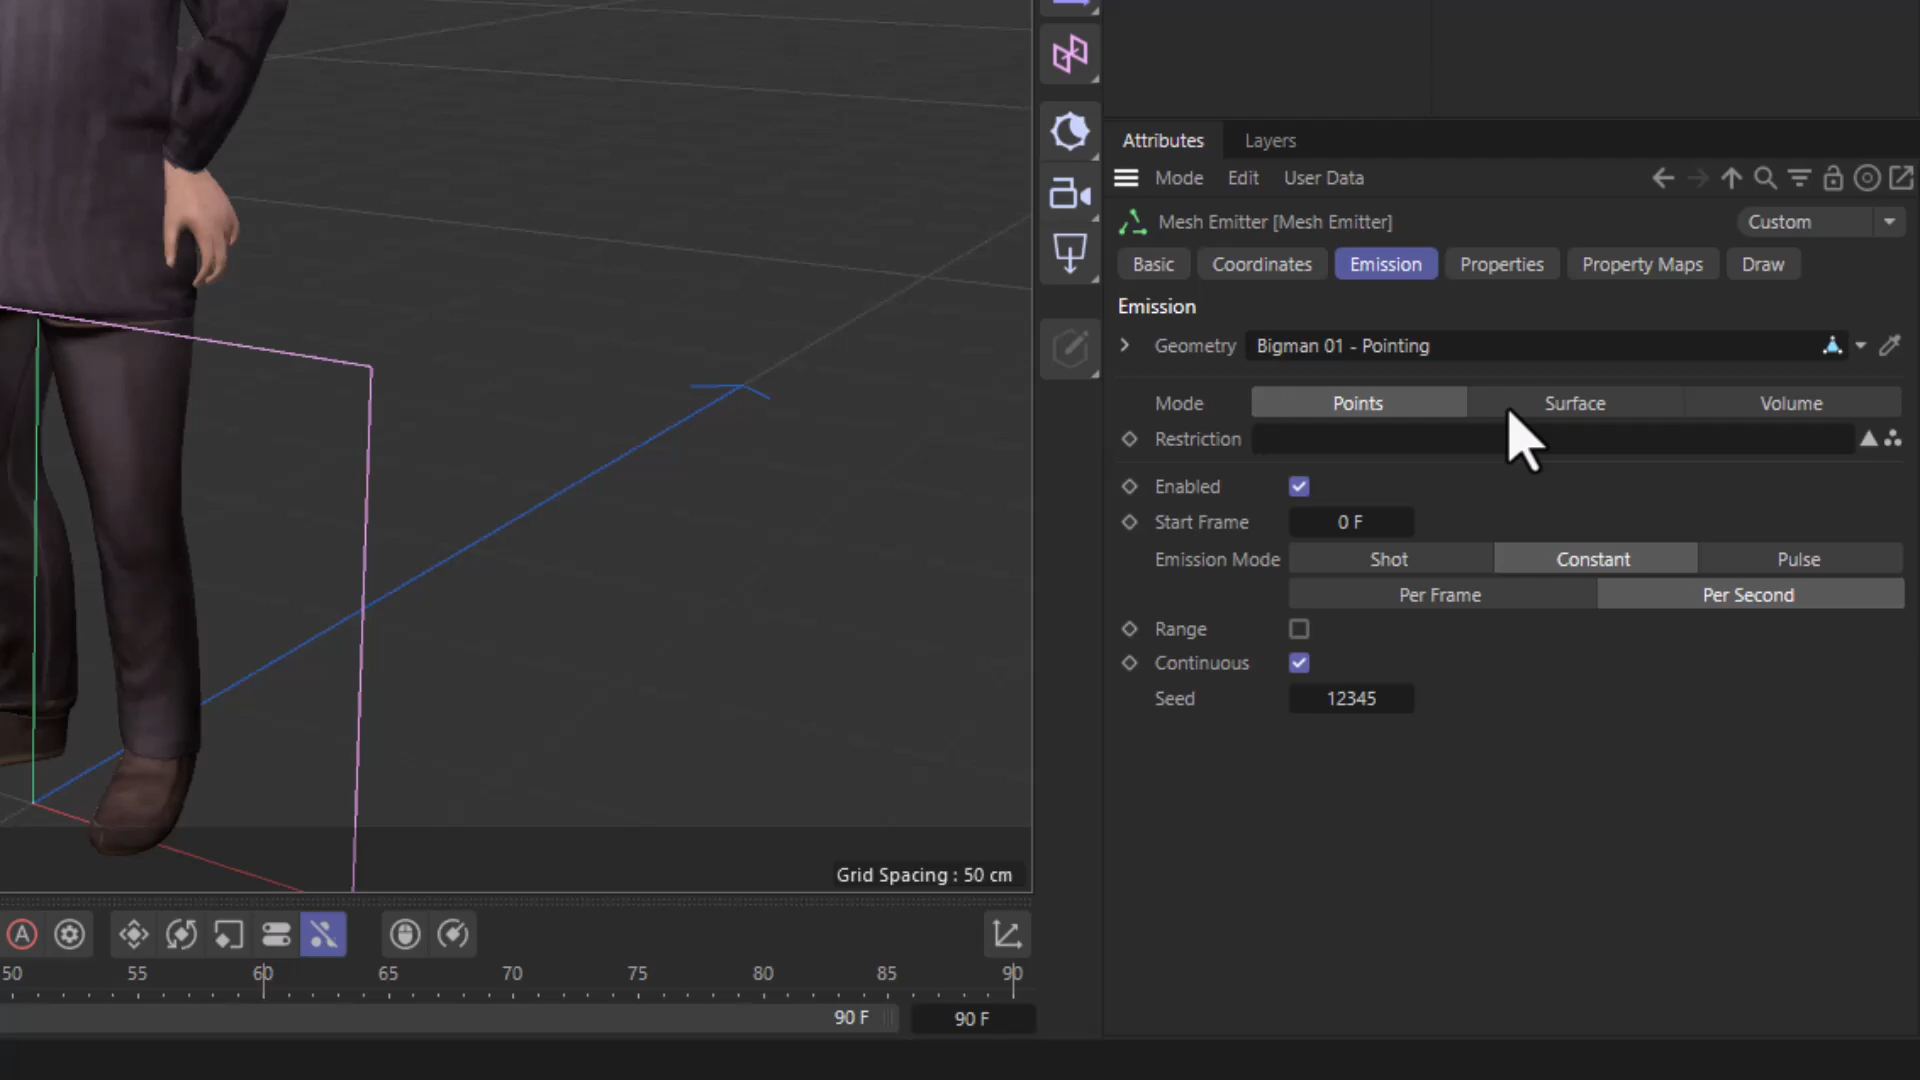 Attributes Layers
Mode Edit User Data
Mesh Emitter [Mesh Emitter] Custom
Basic Coordinates Emission Properties Property Maps Draw
Emission
Geometry Bigman 01 - Pointing
Mode Points Surface Volume
Restriction
Enabled
Start Frame 0 F
Emission Mode Shot Constant Pulse
Per Frame Per Second
Range
Continuous
Seed 12345
Grid Spacing : 50 cm
A
50 55 60 65 70 75 80 85 90
90 F 90 F